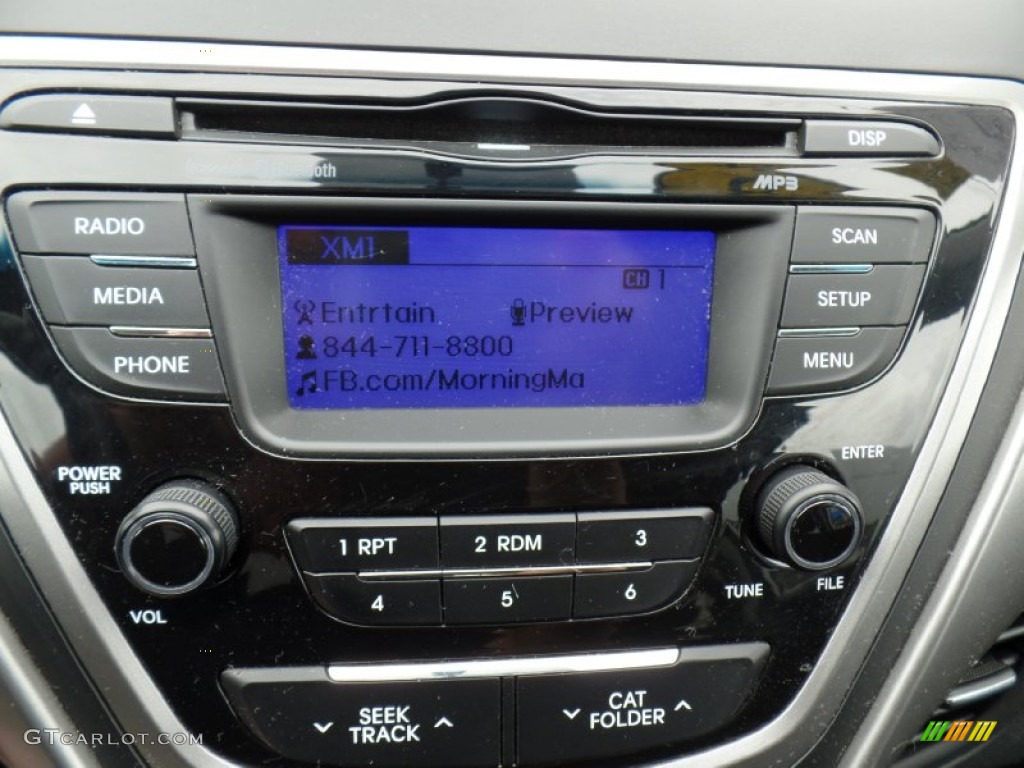 DISP
MP3
RADIO
MEDIA
PHONE
SCAN
SETUP
MENU
XM1
CH 1
Entrtain Preview
844-711-8800
FB.com/MorningMa
POWER
PUSH
VOL
ENTER
TUNE
FILE
1 RPT 2 RDM 3
4 5 6
SEEK
TRACK
CAT
FOLDER
GTCARLOT.COM